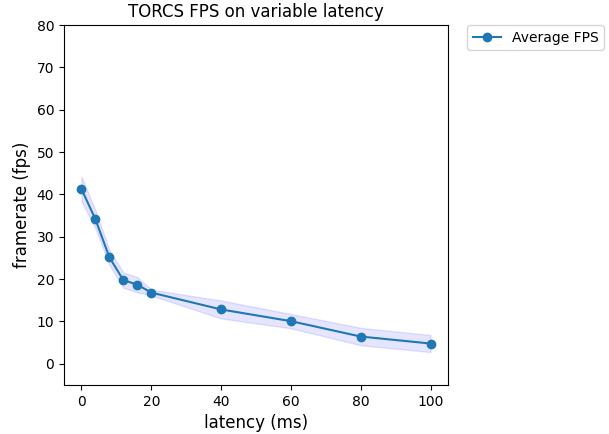 TORCS FPS on variable latency
Average FPS
framerate (fps)
80
70
60
50
40
30
20
10
0
0 20 40 60 80 100
latency (ms)